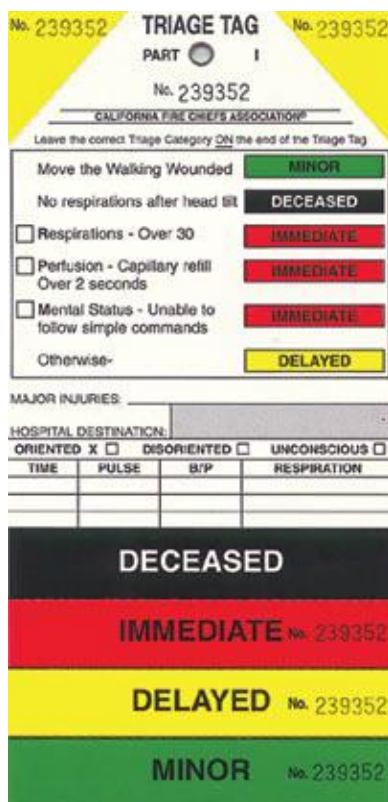 No. 239352 TRIAGE TAG No. 239352
PART I
No. 239352
CALIFORNIA FIRE CHIEFS ASSOCIATION®
Leave the correct Triage Category ON the end of the Triage Tag
Move the Walking Wounded MINOR
No respirations after head tilt DECEASED
Respirations - Over 30 IMMEDIATE
Perfusion - Capillary refill IMMEDIATE
Over 2 seconds
Mental Status - Unable to IMMEDIATE
follow simple commands
Otherwise- DELAYED
MAJOR INJURIES:
HOSPITAL DESTINATION:
ORIENTED X DISORIENTED UNCONSCIOUS
TIME PULSE B/P RESPIRATION
DECEASED
IMMEDIATE No. 239352
DELAYED No. 239352
MINOR No. 239352